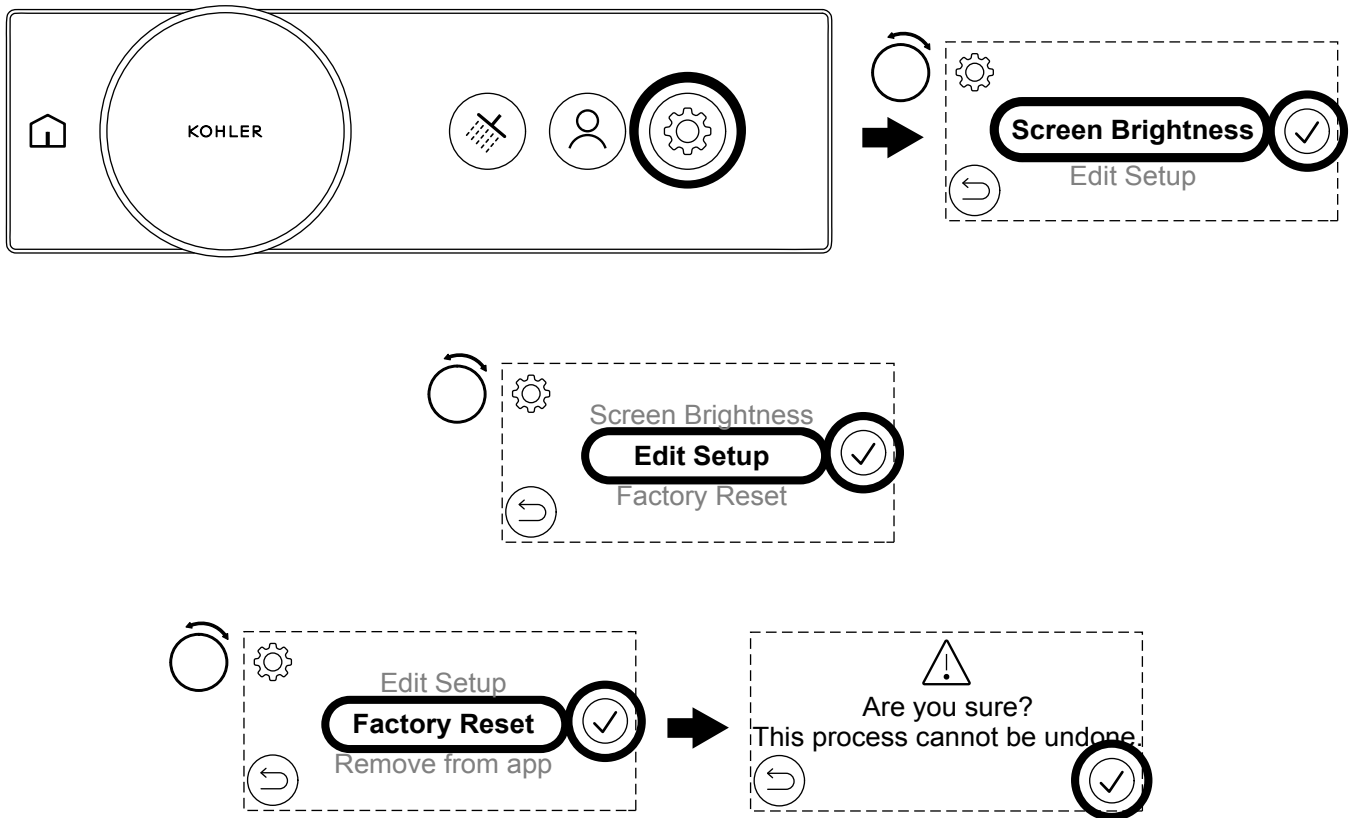 KOHLER
Screen Brightness
Edit Setup
Screen Brightness
Edit Setup
Factory Reset
Edit Setup
Factory Reset
Remove from app
Are you sure?
This process cannot be undone.